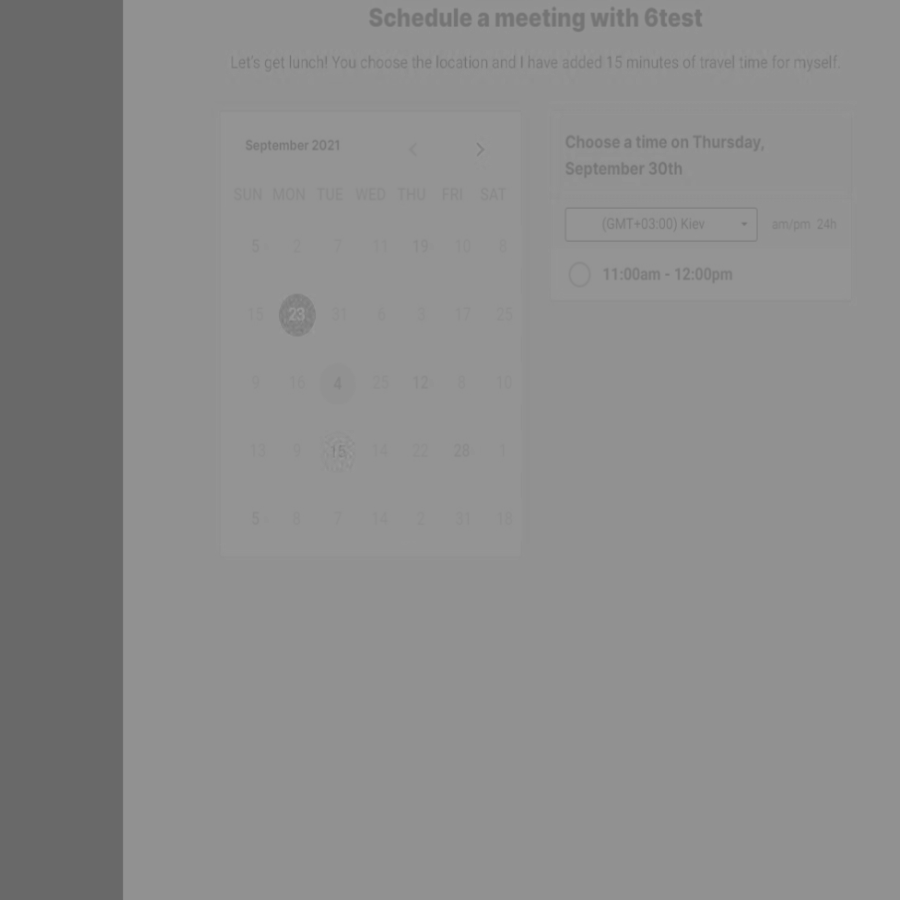 Schedule a meeting with 6test
Let's get lunch! You choose the location and I have added 15 minutes of travel time for myself.
September 2021
SUN MON TUE WED THU FRI SAT
5 2 7 11 19 10 8
15 23 31 6 3 17 25
9 16 4 25 12 8 10
13 9 15 14 22 28 1
5 8 7 14 2 31 18
Choose a time on Thursday,
September 30th
(GMT+03:00) Kiev am/pm 24h
11:00am - 12:00pm